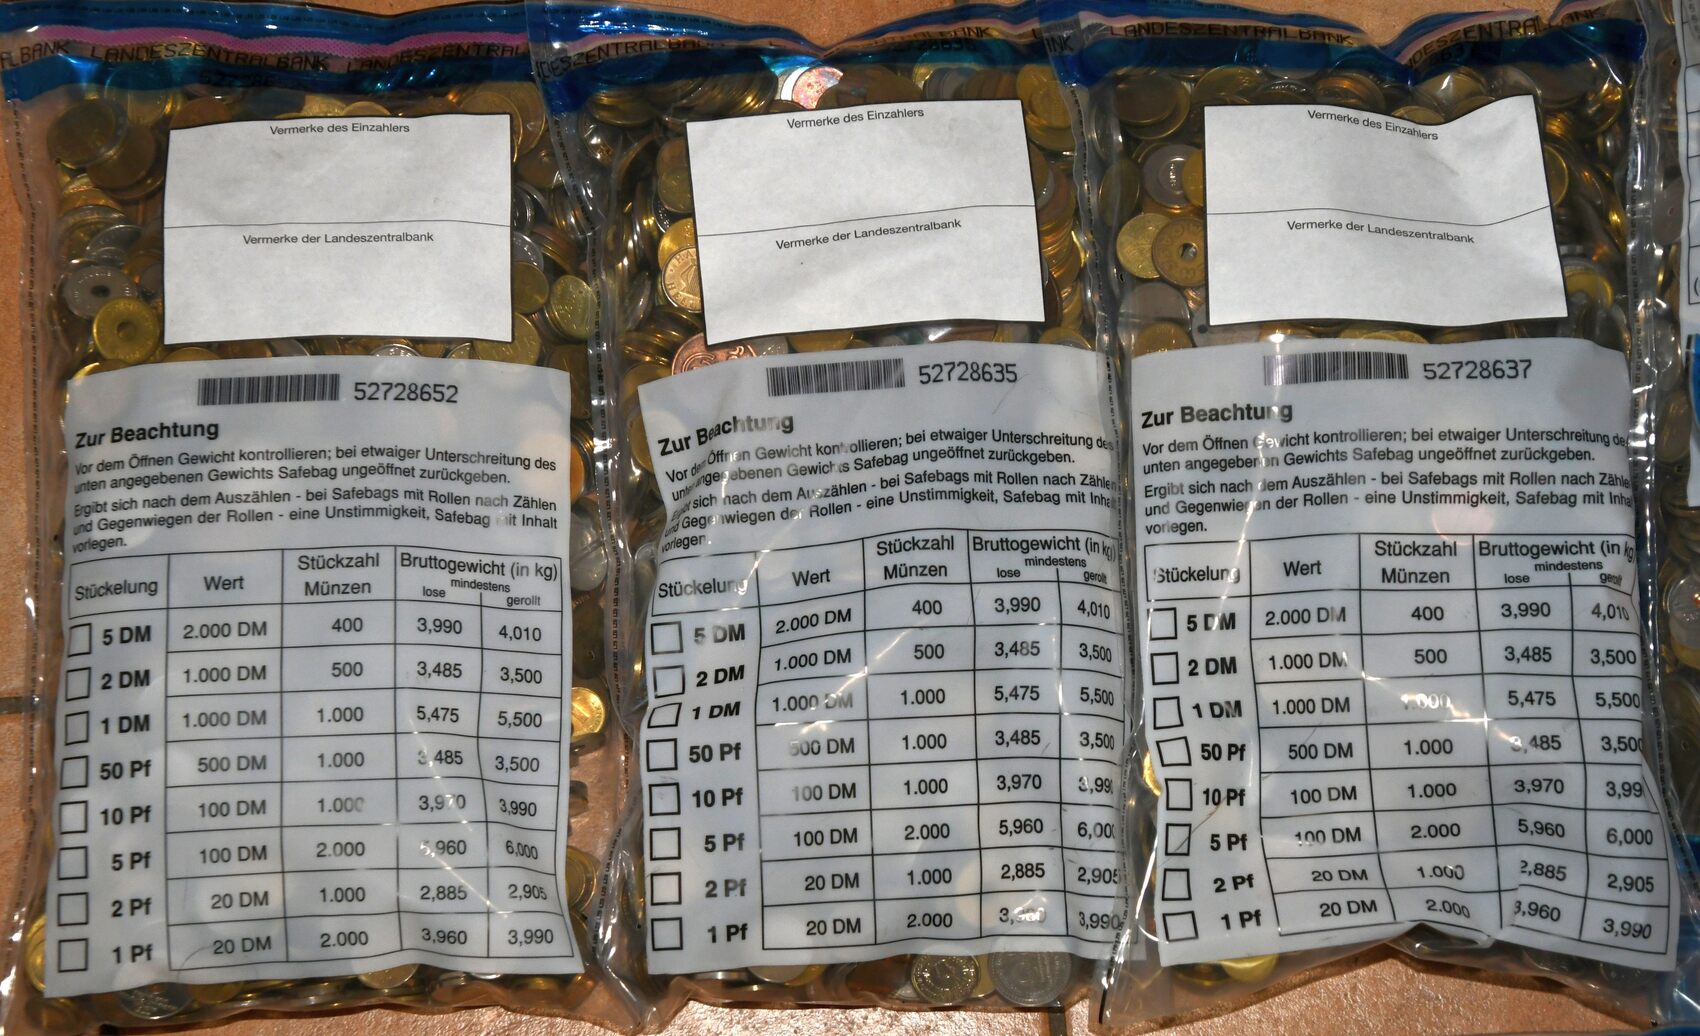 ALBANK LANDESZENTRALBANK LANDESZENTRAL
527286
Vermerke des Einzahlers
Vermerke der Landeszentralbank
52728652
Zur Beachtung
Vor dem Öffnen Gewicht kontrollieren; bei etwaiger Unterschreitung des
unten angegebenen Gewichts Safebag ungeöffnet zurückgeben.
Ergibt sich nach dem Auszählen - bei Safebags mit Rollen nach Zählen
und Gegenwiegen der Rollen - eine Unstimmigkeit, Safebag mit Inhalt
vorlegen.
Stückelung Wert Stückzahl Münzen Bruttogewicht (in kg) mindestens lose gerollt
5 DM 2.000 DM 400 3,990 4,010
2 DM 1.000 DM 500 3,485 3,500
1 DM 1.000 DM 1.000 5,475 5,500
50 Pf 500 DM 1.000 3,485 3,500
10 Pf 100 DM 1.000 3,970 3,990
5 Pf 100 DM 2.000 5,960 6,000
2 Pf 20 DM 1.000 2,885 2,905
1 Pf 20 DM 2.000 3,960 3,990
DESZENTRALBANK
Vermerke des Einzahlers
Vermerke der Landeszentralbank
52728635
Zur Beachtung
Vor dem Öffnen Gewicht kontrollieren; bei etwaiger Unterschreitung des
unten angegebenen Gewichts Safebag ungeöffnet zurückgeben.
Ergibt sich nach dem Auszählen - bei Safebags mit Rollen nach Zähle
und Gegenwiegen der Rollen - eine Unstimmigkeit, Safebag mit Inha
vorlegen.
Stückelung Wert Stückzahl Münzen Bruttogewicht (in kg) mindestens lose gerollt
5 DM 2.000 DM 400 3,990 4,010
2 DM 1.000 DM 500 3,485 3,500
1 DM 1.000 DM 1.000 5,475 5,500
50 Pf 500 DM 1.000 3,485 3,500
10 Pf 100 DM 1.000 3,970 3,99
5 Pf 100 DM 2.000 5,960 6,000
2 Pf 20 DM 1.000 2,885 2,905
1 Pf 20 DM 2.000 3,960 3,990
NK LANDESZENTRALBANK
Vermerke des Einzahlers
Vermerke der Landeszentralbank
52728637
Zur Beachtung
Vor dem Öffnen Gewicht kontrollieren; bei etwaiger Unterschreitung de
unten angegebenen Gewichts Safebag ungeöffnet zurückgeben.
Ergibt sich nach dem Auszählen - bei Safebags mit Rollen nach Zähle
und Gegenwiegen der Rollen - eine Unstimmigkeit, Safebag mit Inha
vorlegen.
Stückelung Wert Stückzahl Münzen Bruttogewicht (in kg) mindestens lose gerollt
5 DM 2.000 DM 400 3,990 4,010
2 DM 1.000 DM 500 3,485 3,500
1 DM 1.000 DM 1.000 5,475 5,500
50 Pf 500 DM 1.000 3,485 3,500
10 Pf 100 DM 1.000 3,970 3,99
5 Pf 100 DM 2.000 5,960 6,000
2 Pf 20 DM 1.000 2,885 2,905
1 Pf 20 DM 2.000 3,960 3,990